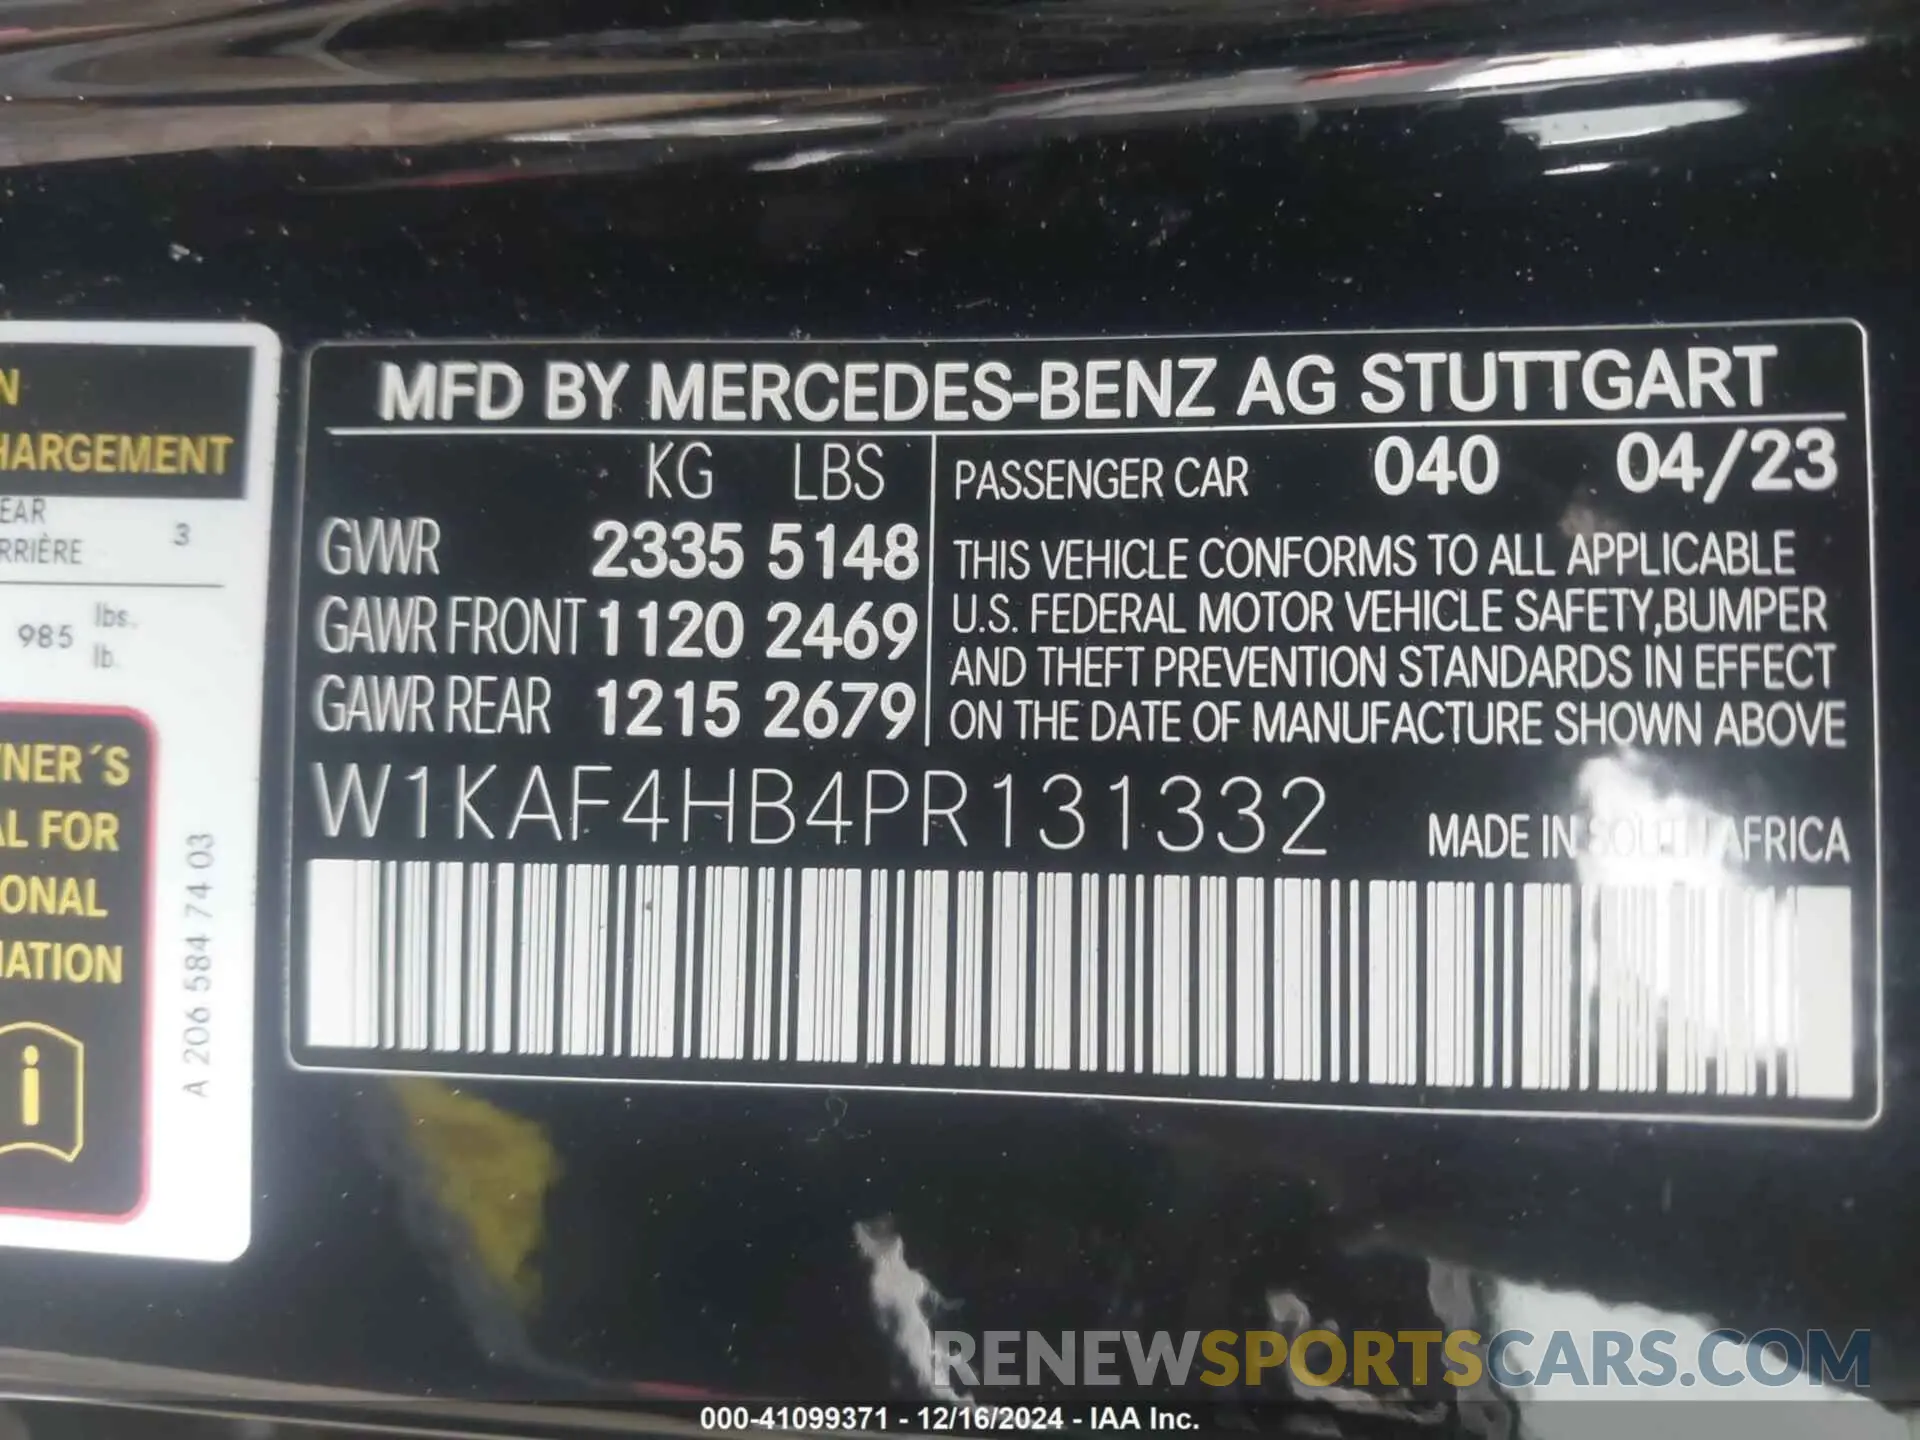 N
HARGEMENT
EAR
RRIÈRE
3
985 lbs.
lb.
NER´S
AL FOR
ONAL
MATION
A 206 584 74 03
MFD BY MERCEDES-BENZ AG STUTTGART
KG LBS
GVWR 2335 5148
GAWR FRONT 1120 2469
GAWR REAR 1215 2679
PASSENGER CAR 040 04/23
THIS VEHICLE CONFORMS TO ALL APPLICABLE
U.S. FEDERAL MOTOR VEHICLE SAFETY,BUMPER
AND THEFT PREVENTION STANDARDS IN EFFECT
ON THE DATE OF MANUFACTURE SHOWN ABOVE
W1KAF4HB4PR131332
MADE IN SOUTH AFRICA
RENEWSPORTSCARS.COM
000-41099371 - 12/16/2024 - IAA Inc.